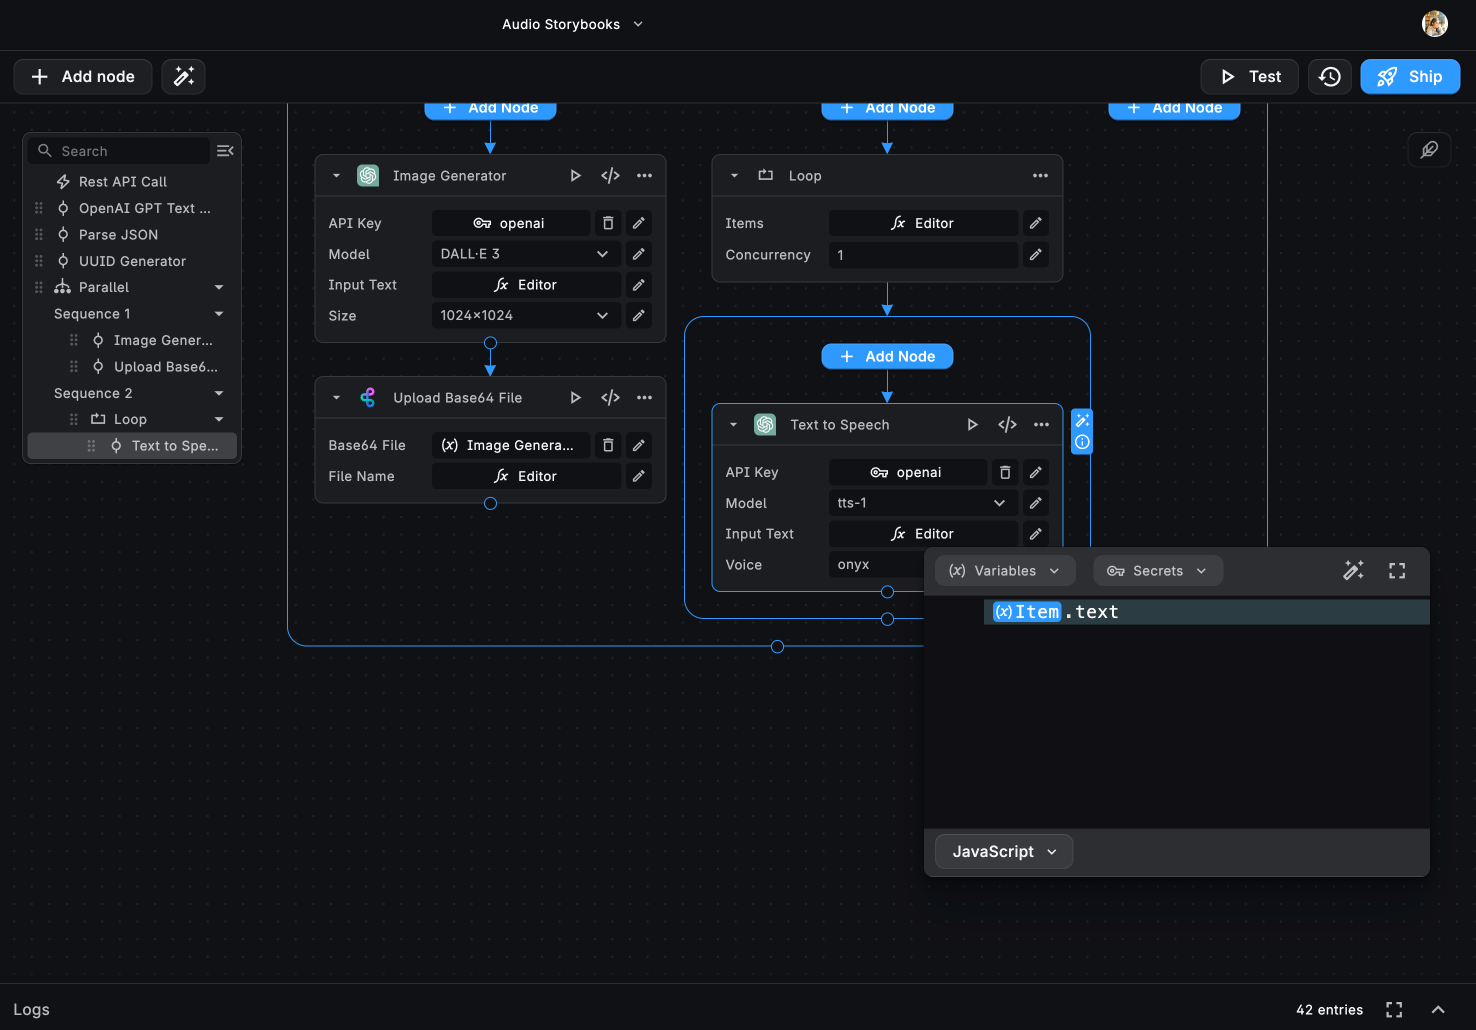 Audio Storybooks
Add node
Test
Ship
Add Node
Add Node
Add Node
Search
Rest API Call
OpenAI GPT Text ...
Parse JSON
UUID Generator
Parallel
Sequence 1
Image Gener...
Upload Base6...
Sequence 2
Loop
Text to Spe...
Image Generator
API Key
openai
Model
DALL·E 3
Input Text
fx Editor
Size
1024×1024
Upload Base64 File
Base64 File
(x) Image Genera...
File Name
fx Editor
Loop
Items
fx Editor
Concurrency
1
Add Node
Text to Speech
API Key
openai
Model
tts-1
Input Text
fx Editor
Voice
onyx
(x) Variables
Secrets
(x)Item.text
JavaScript
Logs
42 entries